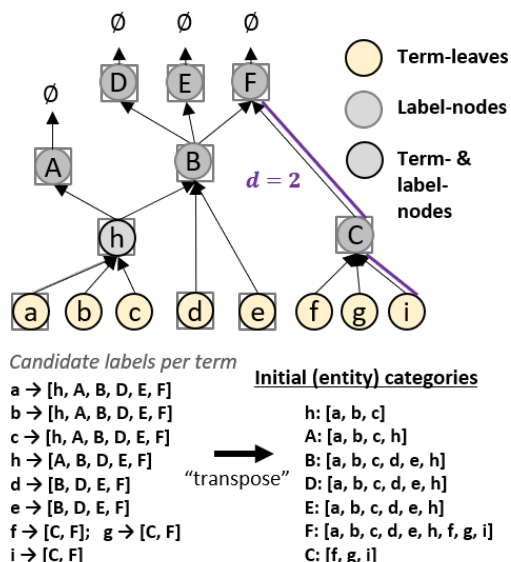 Ø Ø Ø
D E F
Term-leaves
Ø
Label-nodes
A
B
d = 2
Term- &
label-
nodes
h
C
a b c d e f g i
Candidate labels per term
a → [h, A, B, D, E, F]
b → [h, A, B, D, E, F]
c → [h, A, B, D, E, F]
h → [A, B, D, E, F]
d → [B, D, E, F]
e → [B, D, E, F]
f → [C, F]; g → [C, F]
i → [C, F]
"transpose"
Initial (entity) categories
h: [a, b, c]
A: [a, b, c, h]
B: [a, b, c, d, e, h]
D: [a, b, c, d, e, h]
E: [a, b, c, d, e, h]
F: [a, b, c, d, e, h, f, g, i]
C: [f, g, i]